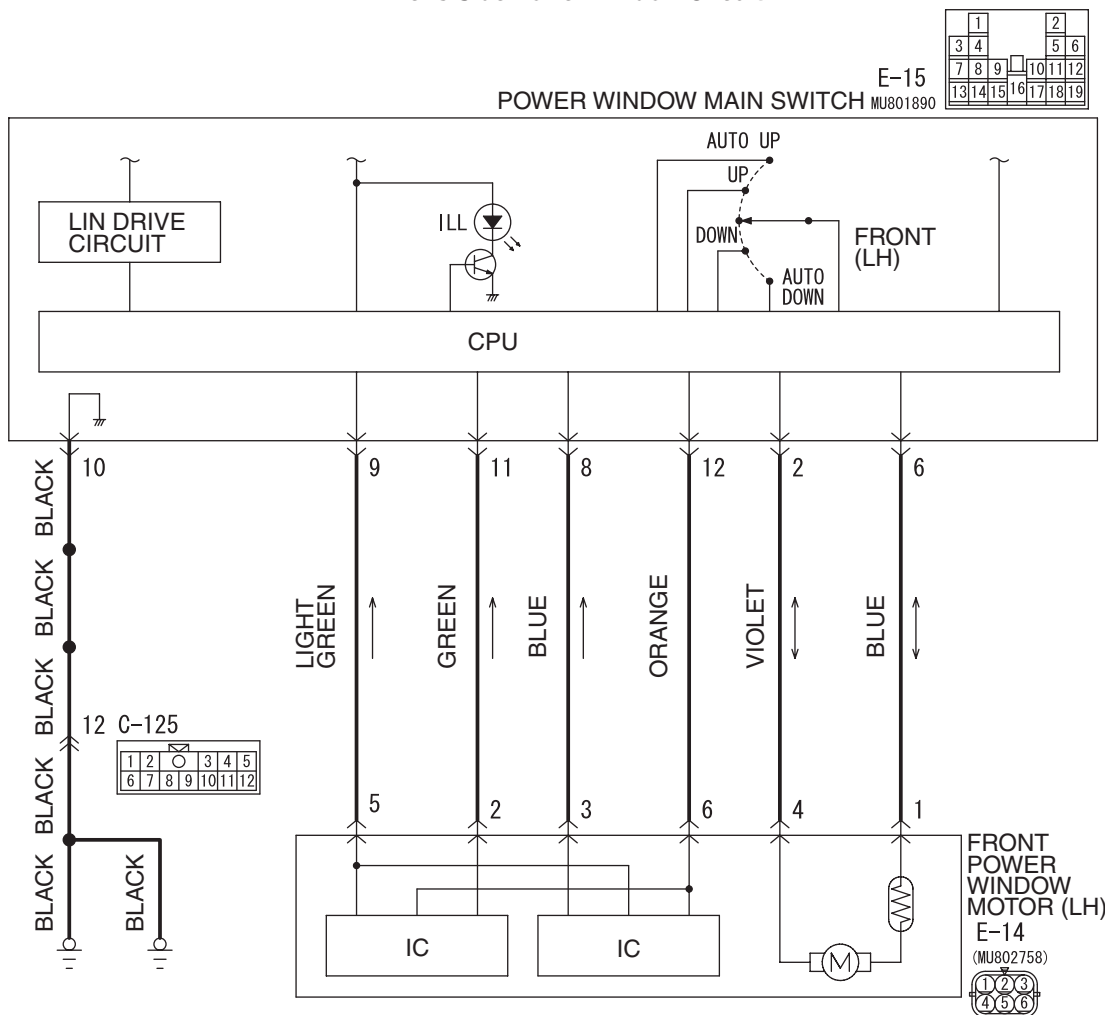 1 2
3 4 5 6
7 8 9 10 11 12
13 14 15 16 17 18 19
E-15
POWER WINDOW MAIN SWITCH MU801890
AUTO UP
UP
DOWN
AUTO
DOWN
FRONT
(LH)
LIN DRIVE
CIRCUIT
ILL
CPU
10 9 11 8 12 2 6
BLACK
BLACK
BLACK
BLACK
BLACK
BLACK
LIGHT
GREEN
GREEN
BLUE
ORANGE
VIOLET
BLUE
12 C-125
1 2 3 4 5
6 7 8 9 10 11 12
5 2 3 6 4 1
IC
IC
M
FRONT
POWER
WINDOW
MOTOR (LH)
E-14
(MU802758)
1 2 3
4 5 6